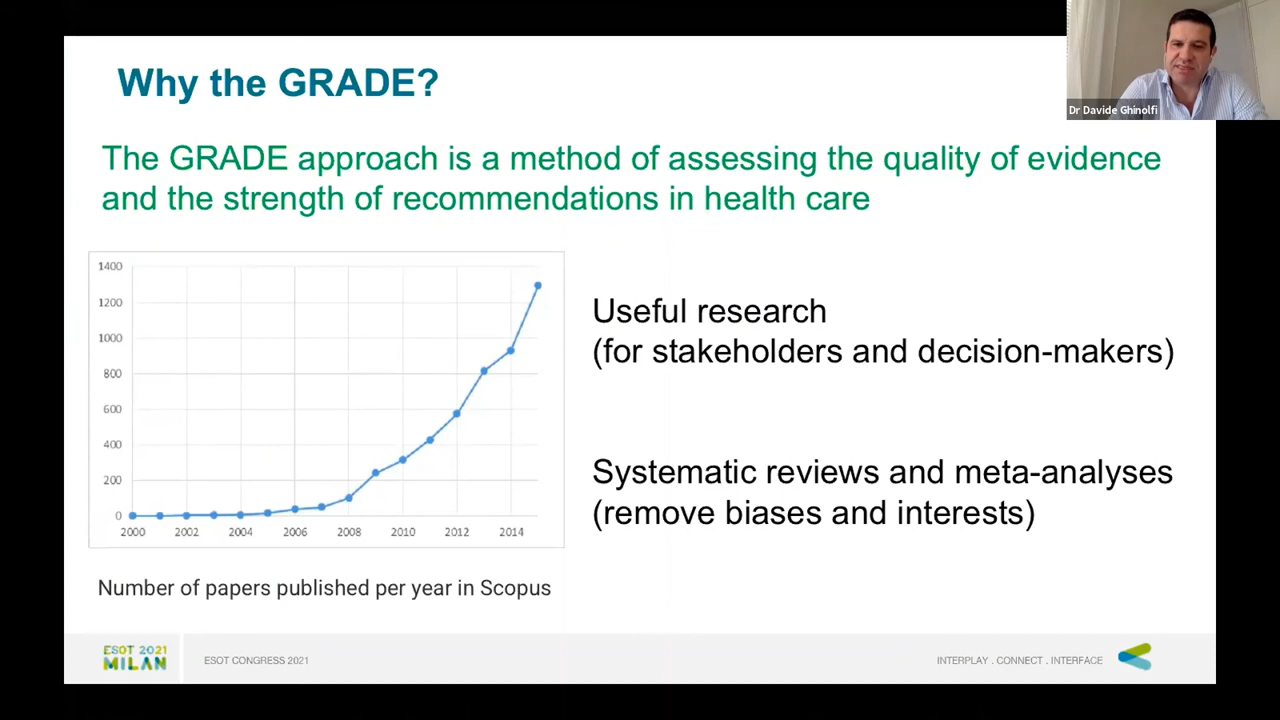 Why the GRADE?
Dr Davide Ghinolfi
The GRADE approach is a method of assessing the quality of evidence
and the strength of recommendations in health care
1400
1200
1000
800
600
400
200
0
2000 2002 2004 2006 2008 2010 2012 2014
Number of papers published per year in Scopus
Useful research
(for stakeholders and decision-makers)
Systematic reviews and meta-analyses
(remove biases and interests)
ESOT 2021
MILAN
ESOT CONGRESS 2021
INTERPLAY . CONNECT . INTERFACE